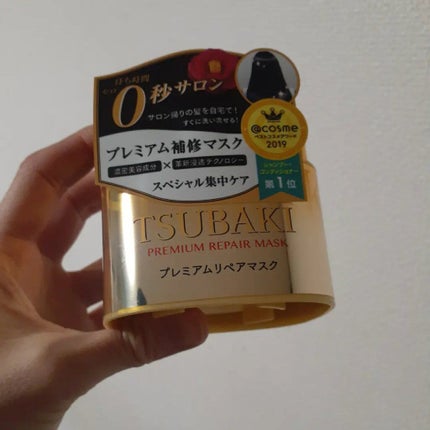 待ち時間
ゼロ
0秒サロン
サロン帰りの髪を自宅で!
すぐに洗い流せる!
プレミアム補修マスク
濃密美容成分 × 革新浸透テクノロジー
スペシャル集中ケア
@cosme
ベストコスメアワード
2019
シャンプー・
コンディショナー
第1位
TSUBAKI
PREMIUM REPAIR MASK
プレミアムリペアマスク